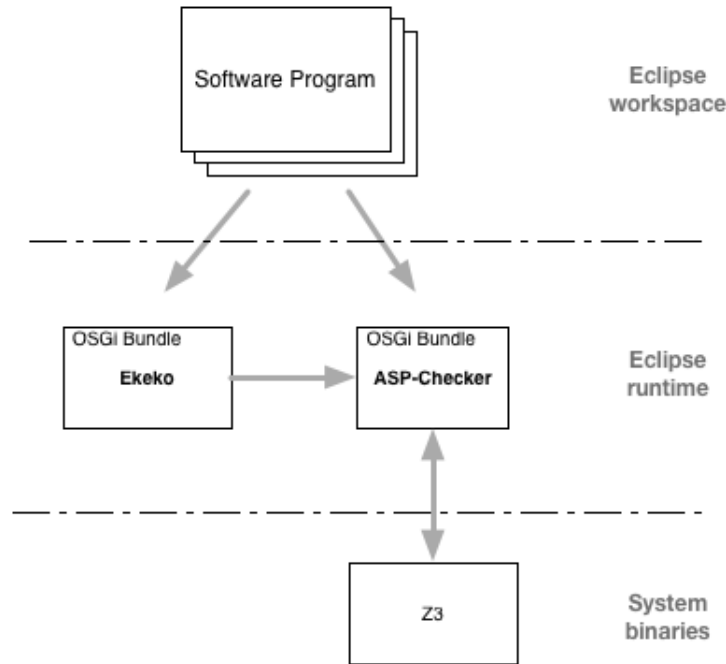 Software Program
Eclipse
workspace
OSGi Bundle
Ekeko
OSGi Bundle
ASP-Checker
Eclipse
runtime
Z3
System
binaries